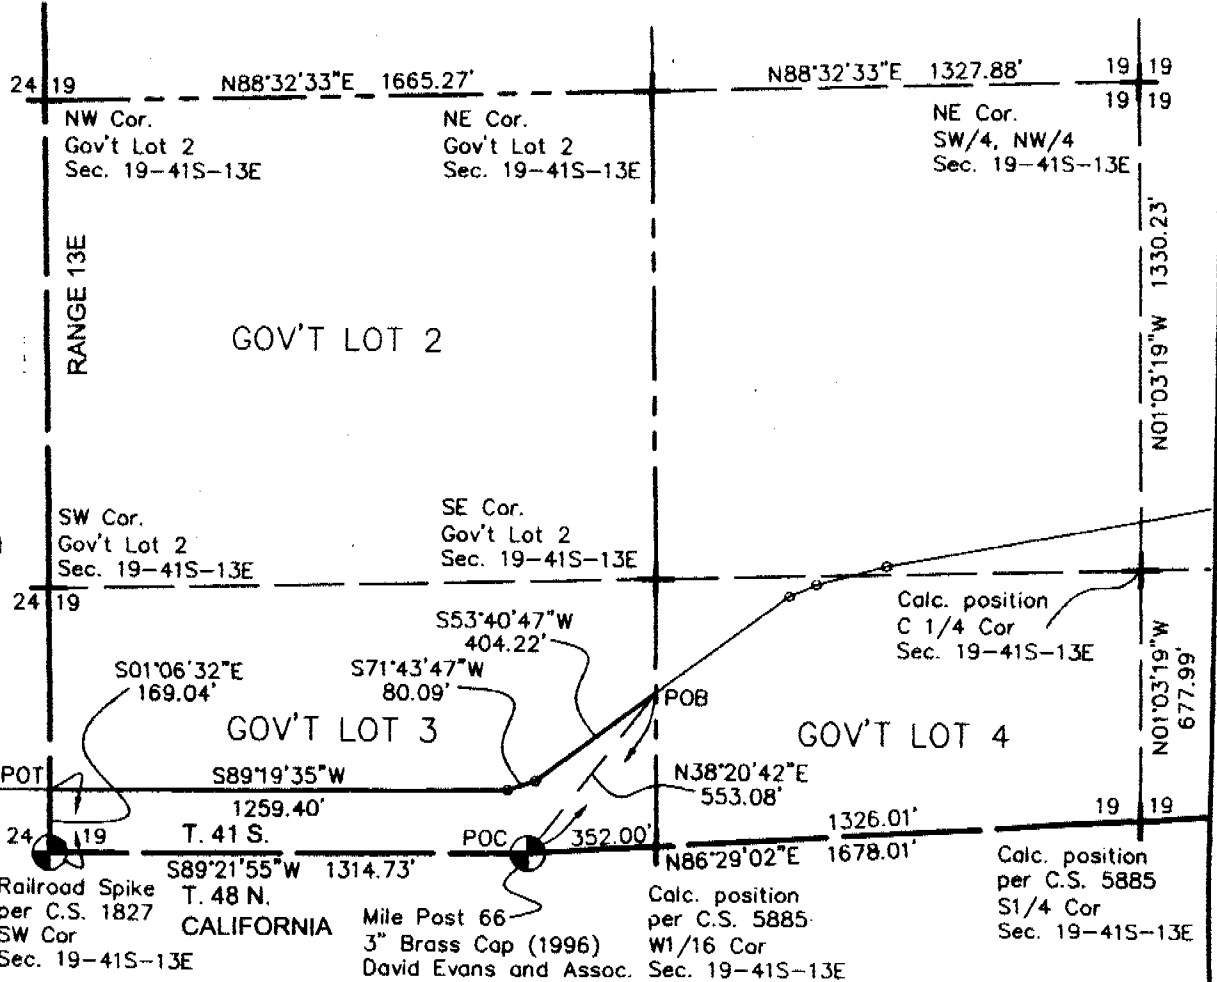 24 19
N88°32'33"E 1665.27'
N88°32'33"E 1327.88'
19 19
19 19
NW Cor.
Gov't Lot 2
Sec. 19-41S-13E
NE Cor.
Gov't Lot 2
Sec. 19-41S-13E
NE Cor.
SW/4, NW/4
Sec. 19-41S-13E
RANGE 13E
N01°03'19"W 1330.23'
GOV'T LOT 2
SW Cor.
Gov't Lot 2
Sec. 19-41S-13E
SE Cor.
Gov't Lot 2
Sec. 19-41S-13E
24 19
Calc. position
C 1/4 Cor
Sec. 19-41S-13E
N01°03'19"W
677.99'
S53°40'47"W
404.22'
S71°43'47"W
80.09'
S01°06'32"E
169.04'
POB
GOV'T LOT 3
GOV'T LOT 4
POT
S89°19'35"W
1259.40'
N38°20'42"E
553.08'
24 19
T. 41 S.
POC
352.00'
1326.01'
19 19
S89°21'55"W 1314.73'
N86°29'02"E 1678.01'
T. 48 N.
CALIFORNIA
Railroad Spike
per C.S. 1827
SW Cor
Sec. 19-41S-13E
Mile Post 66
3" Brass Cap (1996)
David Evans and Assoc.
Calc. position
per C.S. 5885
W1/16 Cor
Sec. 19-41S-13E
Calc. position
per C.S. 5885
S1/4 Cor
Sec. 19-41S-13E